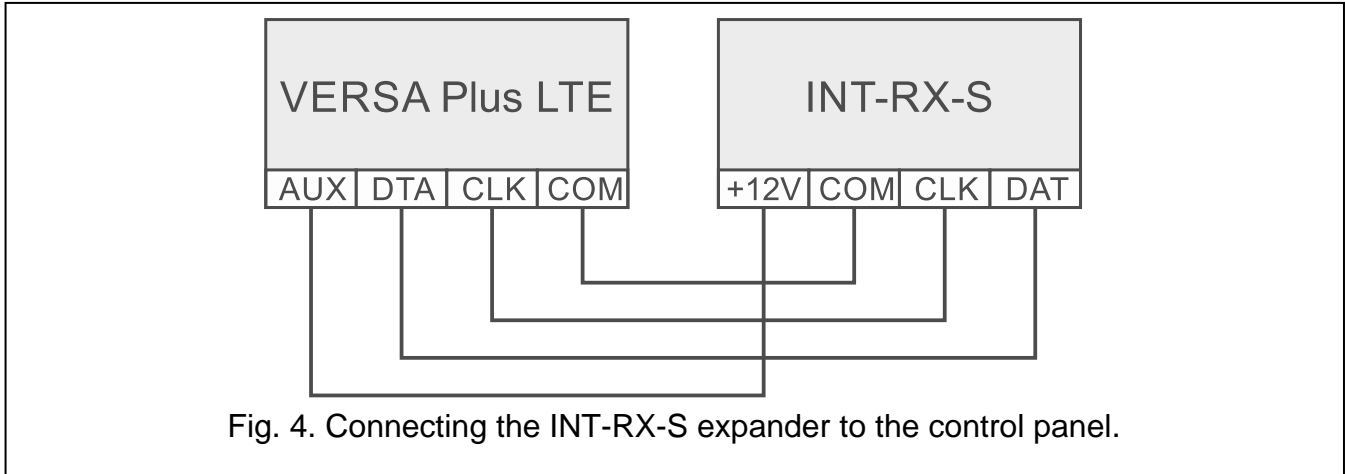 VERSA Plus LTE
INT-RX-S
AUX DTA CLK COM
+12V COM CLK DAT
Fig. 4. Connecting the INT-RX-S expander to the control panel.